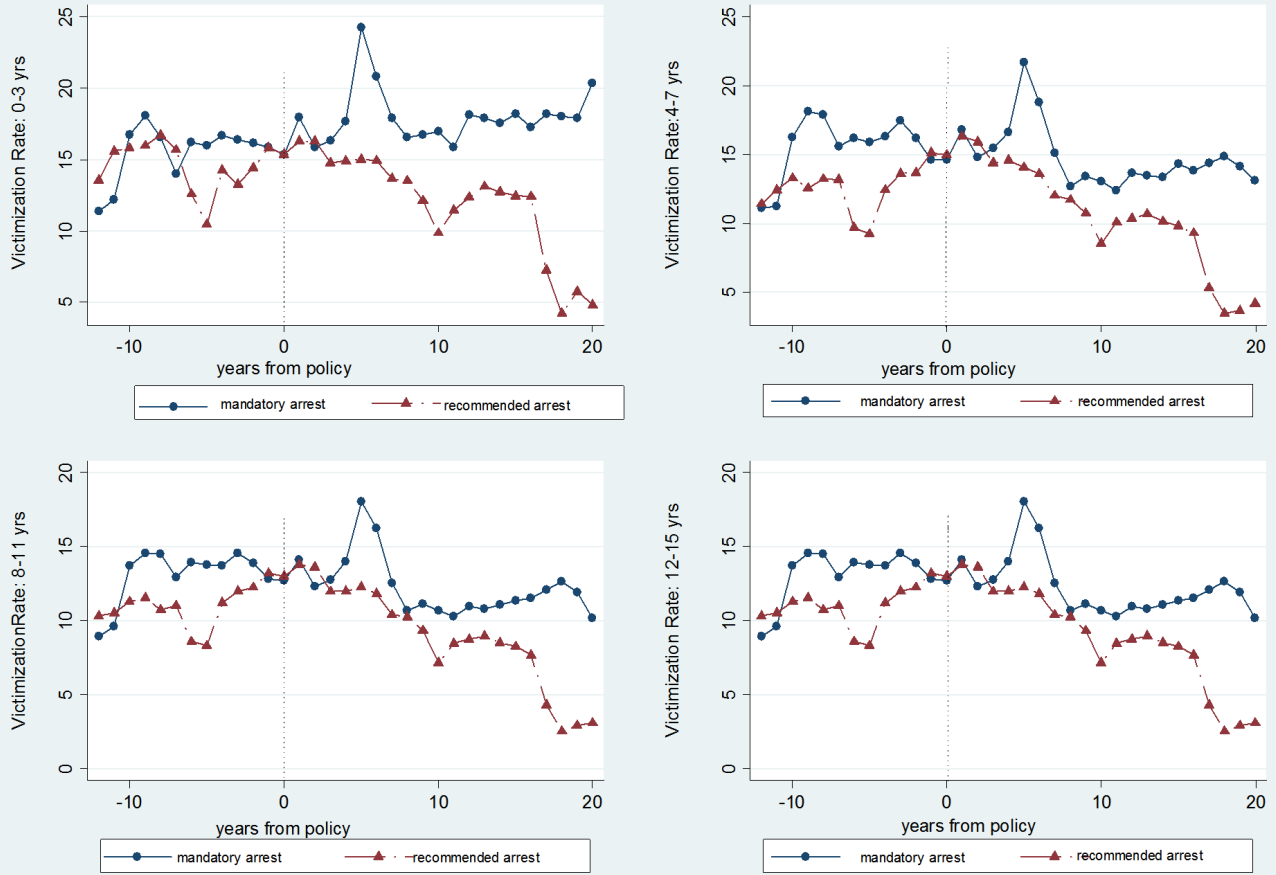 Victimization Rate: 0-3 yrs
25
20
15
10
5
-10 0 10 20
years from policy
mandatory arrest recommended arrest
Victimization Rate:4-7 yrs
25
20
15
10
5
-10 0 10 20
years from policy
mandatory arrest recommended arrest
VictimizationRate: 8-11 yrs
20
15
10
5
0
-10 0 10 20
years from policy
mandatory arrest recommended arrest
Victimization Rate: 12-15 yrs
20
15
10
5
0
-10 0 10 20
years from policy
mandatory arrest recommended arrest